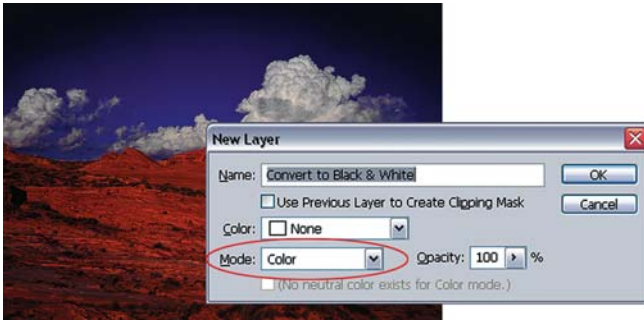 New Layer
Name: Convert to Black & White
OK
Use Previous Layer to Create Clipping Mask
Cancel
Color: None
Mode: Color Opacity: 100 %
(No neutral color exists for Color mode.)